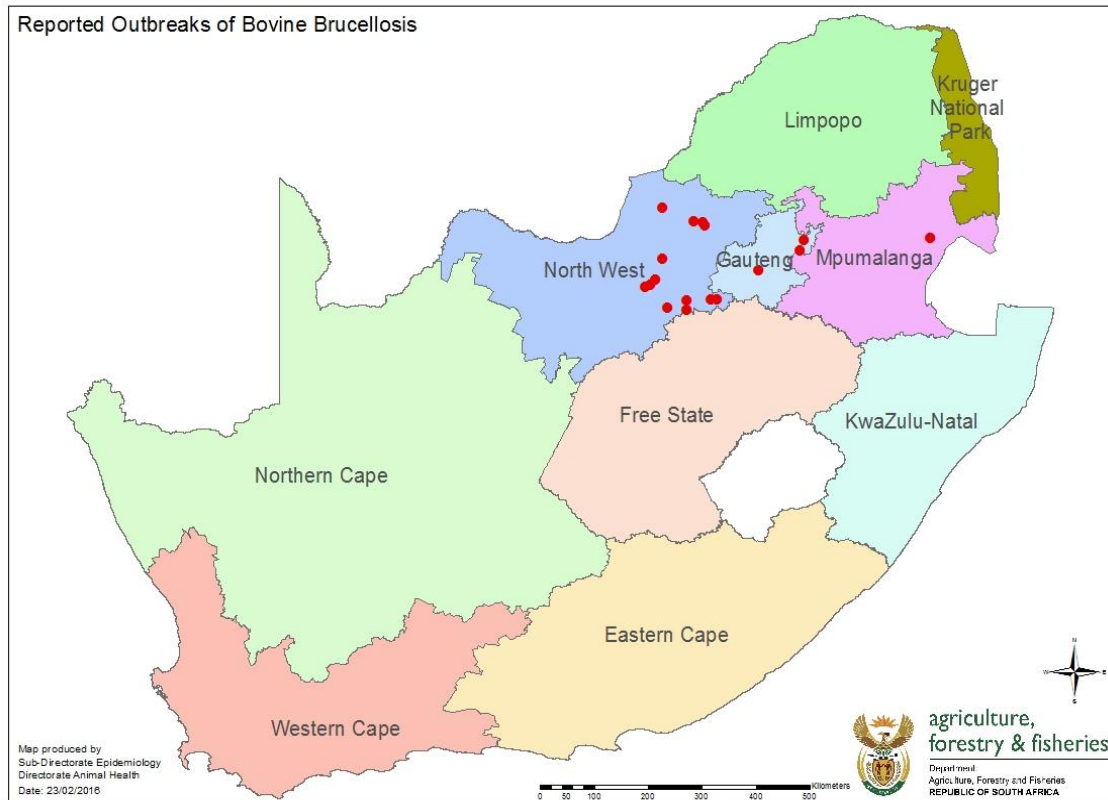 Reported Outbreaks of Bovine Brucellosis
Kruger
National
Park
Limpopo
North West
Gauteng
Mpumalanga
Free State
KwaZulu-Natal
Northern Cape
Eastern Cape
Western Cape
N
W
E
S
Map produced by
Sub-Directorate Epidemiology
Directorate Animal Health
Date: 23/02/2016
Kilometers
0 50 100 200 300 400 500
agriculture,
forestry & fisheries
Department:
Agriculture, Forestry and Fisheries
REPUBLIC OF SOUTH AFRICA